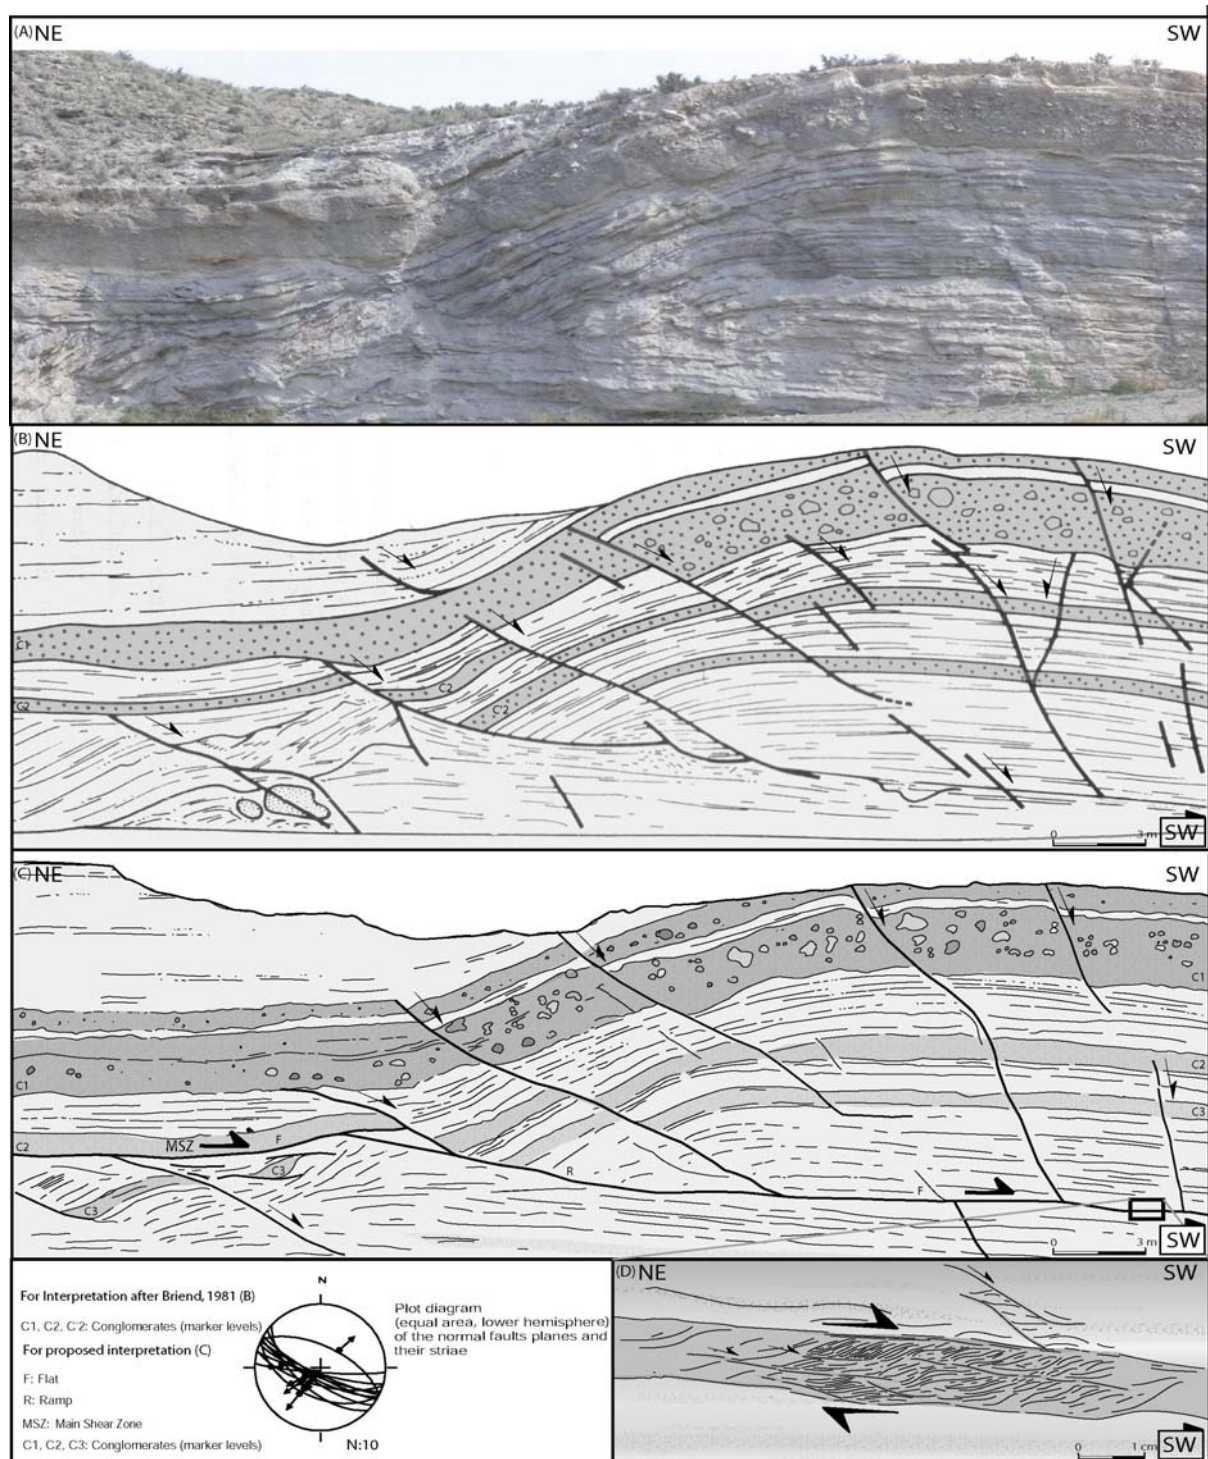 (A) NE
SW
(B) NE
SW
C1
C2
C2
C'2
0 3 m
SW
(C) NE
SW
C1
C2
C3
C1
C2
MSZ
F
C3
C3
R
F
0 3 m
SW
For Interpretation after Briend, 1981 (B)
C1, C2, C'2: Conglomerates (marker levels)
For proposed interpretation (C)
F: Flat
R: Ramp
MSZ: Main Shear Zone
C1, C2, C3: Conglomerates (marker levels)
N
N:10
Plot diagram
(equal area, lower hemisphere)
of the normal faults planes and
their striae
(D) NE
SW
0 1 cm
SW